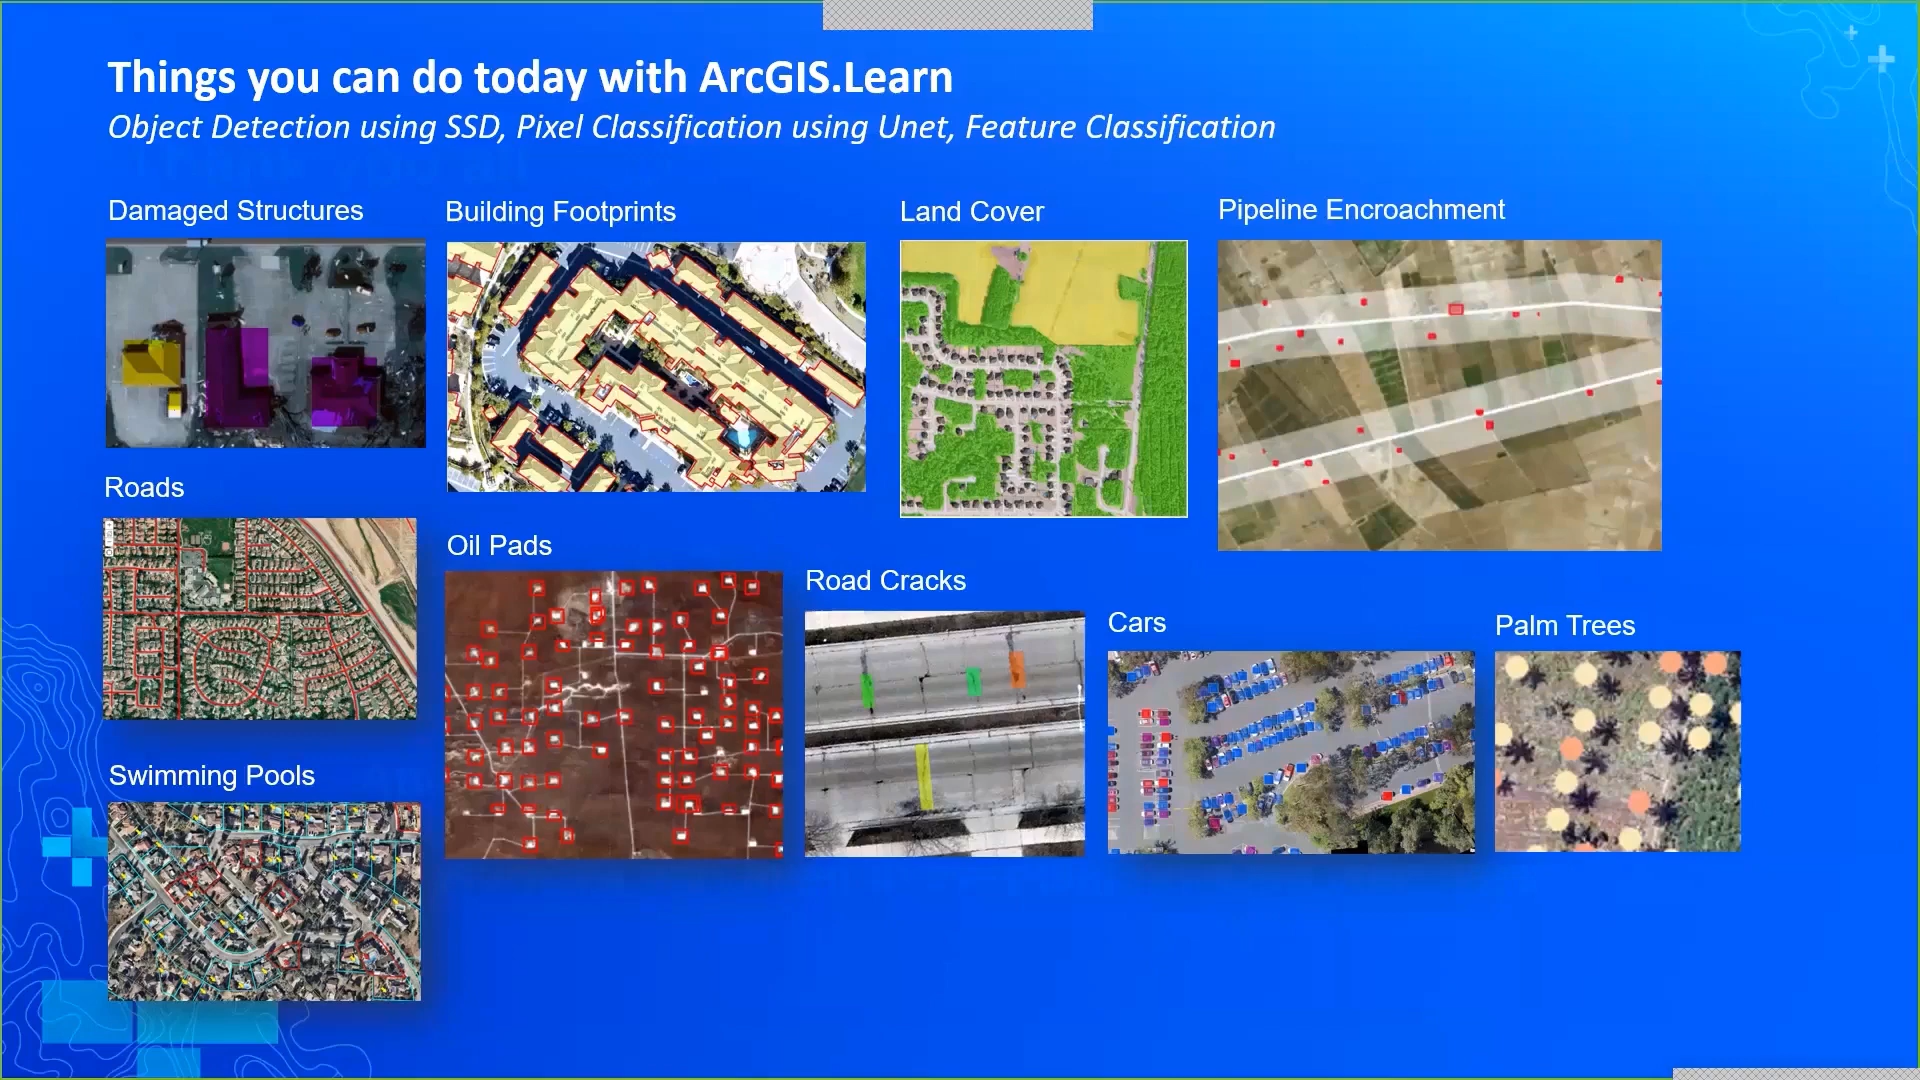 Things you can do today with ArcGIS.Learn
Object Detection using SSD, Pixel Classification using Unet, Feature Classification
Damaged Structures
Building Footprints
Land Cover
Pipeline Encroachment
Roads
Oil Pads
Road Cracks
Cars
Palm Trees
Swimming Pools